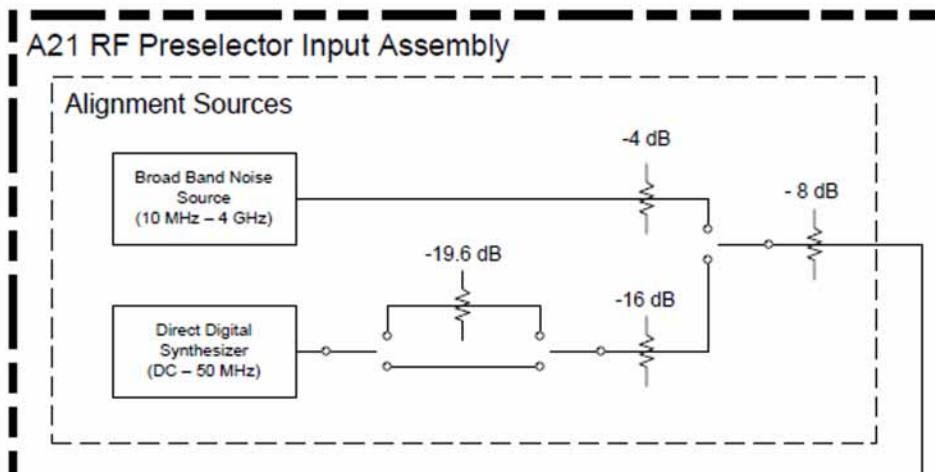 A21 RF Preselector Input Assembly
Alignment Sources
-4 dB
Broad Band Noise
Source
(10 MHz – 4 GHz)
- 8 dB
-19.6 dB
-16 dB
Direct Digital
Synthesizer
(DC – 50 MHz)